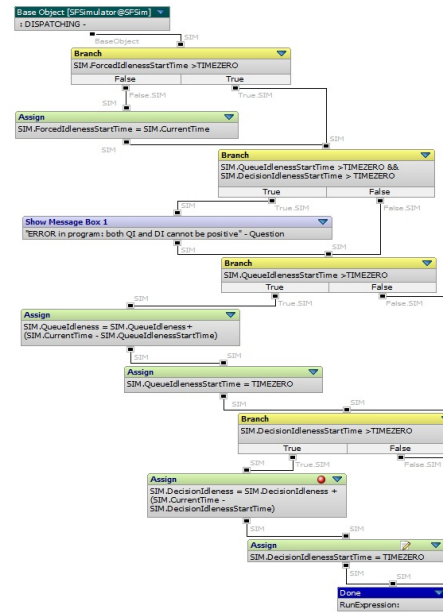 Base Object [SFSimulator@SFSim]
: DISPATCHING -
BaseObject
SIM
Branch
SIM.ForcedIdlenessStartTime >TIMEZERO
False True
False.SIM True.SIM
SIM
Assign
SIM.ForcedIdlenessStartTime = SIM.CurrentTime
SIM
SIM
Branch
SIM.QueueIdlenessStartTime >TIMEZERO &&
SIM.DecisionIdlenessStartTime > TIMEZERO
True False
SIM True.SIM False.SIM
Show Message Box 1
"ERROR in program: both QI and DI cannot be positive" - Question
SIM SIM
Branch
SIM.QueueIdlenessStartTime >TIMEZERO
True False
SIM True.SIM False.SIM
Assign
SIM.QueueIdleness = SIM.QueueIdleness+
(SIM.CurrentTime - SIM.QueueIdlenessStartTime)
SIM SIM
Assign
SIM.QueueIdlenessStartTime = TIMEZERO
SIM SIM
Branch
SIM.DecisionIdlenessStartTime >TIMEZERO
True False
SIM True.SIM False.SIM
Assign
SIM.DecisionIdleness = SIM.DecisionIdleness +
(SIM.CurrentTime -
SIM.DecisionIdlenessStartTime)
SIM SIM
Assign
SIM.DecisionIdlenessStartTime = TIMEZERO
SIM SIM
Done
RunExpression: